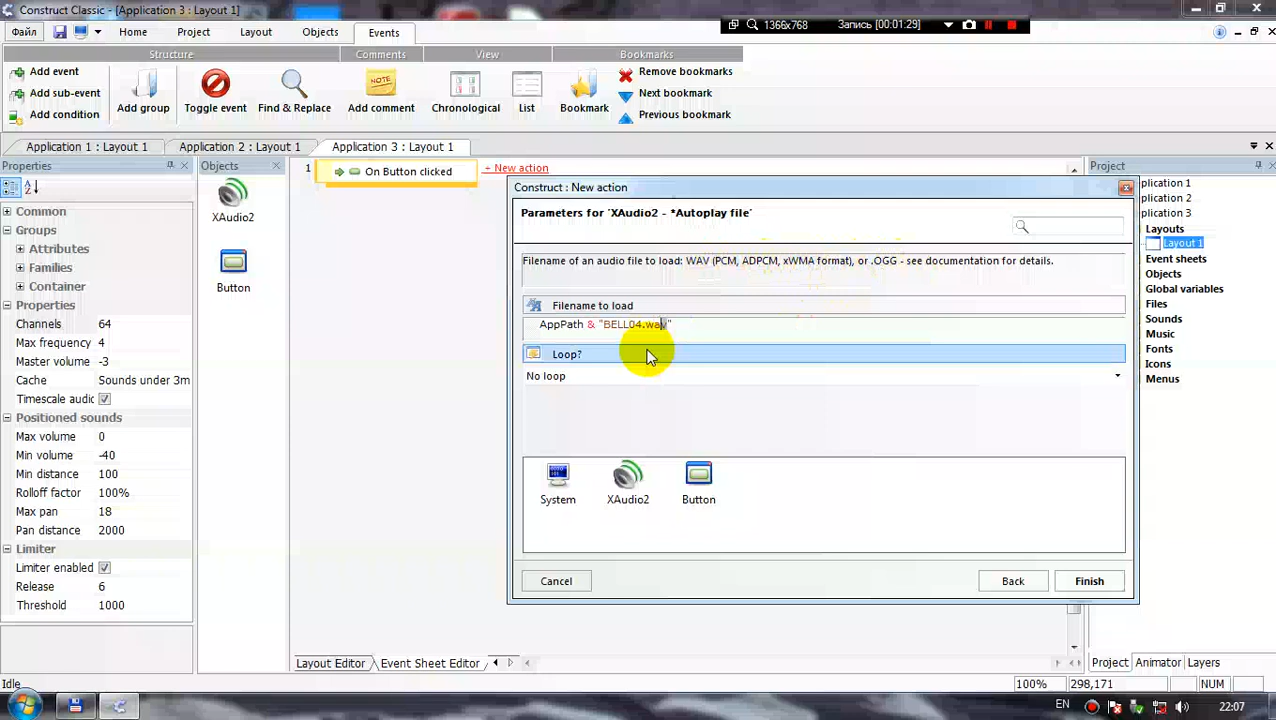 Construct Classic - [Application 3 : Layout 1]
1366x768
Запись [00:01:29]
Файл
Home
Project
Layout
Objects
Events
Structure
Comments
View
Bookmarks
Add event
Add sub-event
Add condition
Add group
Toggle event
Find & Replace
NOTE
Add comment
Chronological
List
Bookmark
Remove bookmarks
Next bookmark
Previous bookmark
Application 1 : Layout 1
Application 2 : Layout 1
Application 3 : Layout 1
Properties
Common
Groups
Attributes
Families
Container
Properties
Channels 64
Max frequency 4
Master volume -3
Cache Sounds under 3m
Timescale audic
Positioned sounds
Max volume 0
Min volume -40
Min distance 100
Rolloff factor 100%
Max pan 18
Pan distance 2000
Limiter
Limiter enabled
Release 6
Threshold 1000
Objects
XAudio2
Button
1
On Button clicked
+ New action
Construct : New action
Parameters for 'XAudio2 - *Autoplay file'
Filename of an audio file to load: WAV (PCM, ADPCM, xWMA format), or .OGG - see documentation for details.
Filename to load
AppPath & "BELL04.wav"
Loop?
No loop
System
XAudio2
Button
Cancel
Back
Finish
Project
plication 1
plication 2
plication 3
Layouts
Layout 1
Event sheets
Objects
Global variables
Files
Sounds
Music
Fonts
Icons
Menus
Layout Editor
Event Sheet Editor
Project
Animator
Layers
Idle
100%
298,171
NUM
EN
22:07